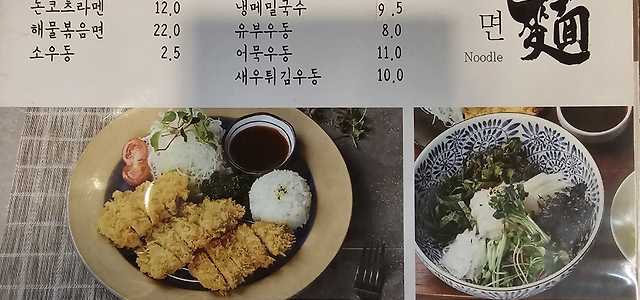 돈코츠라멘 12.0
해물볶음면 22.0
소우동 2.5
냉메밀국수 9.5
유부우동 8.0
어묵우동 11.0
새우튀김우동 10.0
면 麵
Noodle